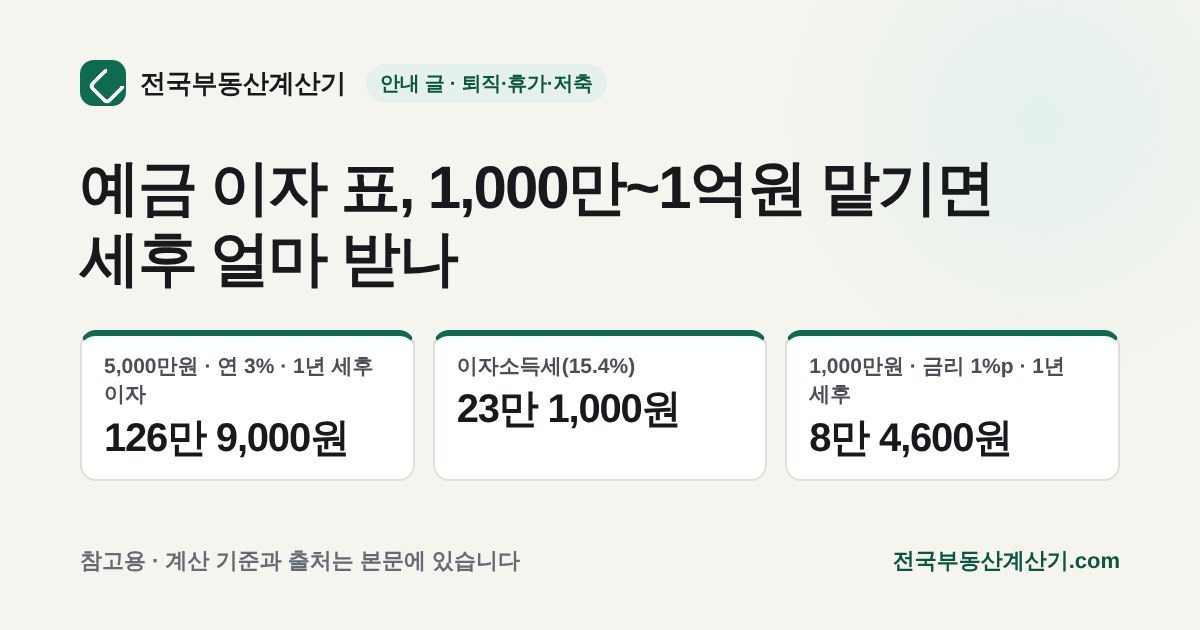 전국부동산계산기
안내 글 · 퇴직·휴가·저축
예금 이자 표, 1,000만~1억원 맡기면
세후 얼마 받나
5,000만원 · 연 3% · 1년 세후
이자
126만 9,000원
이자소득세(15.4%)
23만 1,000원
1,000만원 · 금리 1%p · 1년
세후
8만 4,600원
참고용 · 계산 기준과 출처는 본문에 있습니다
전국부동산계산기.com